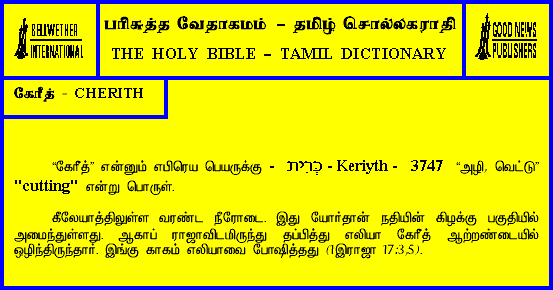 BELLWETHER
INTERNATIONAL
பரிசுத்த வேதாகமம் – தமிழ் சொல்லகராதி
THE HOLY BIBLE – TAMIL DICTIONARY
GOOD NEWS
PUBLISHERS
கேரீத் - CHERITH
“கேரீத்” என்னும் எபிரெய பெயருக்கு - כְּרִית - Keriyth - 3747 “அழி, வெட்டு”
"cutting" என்று பொருள்.
கீலேயாத்திலுள்ள வரண்ட நீரோடை. இது யோர்தான் நதியின் கிழக்கு பகுதியில்
அமைந்துள்ளது. ஆகாப் ராஜாவிடமிருந்து தப்பித்து எலியா கேரீத் ஆற்றண்டையில்
ஒழிந்திருந்தார். இங்கு காகம் எலியாவை போஷித்தது (1இராஜா 17:3,5).